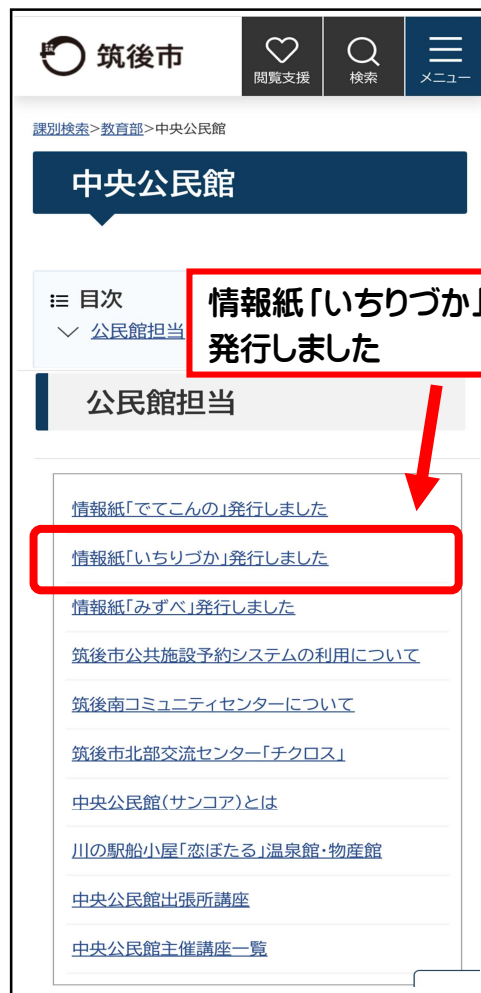 筑後市
閲覧支援
検索
メニュー
課別検索>教育部>中央公民館
中央公民館
目次
公民館担当
情報紙「いちりづか」
発行しました
公民館担当
情報紙「でてこんの」発行しました
情報紙「いちりづか」発行しました
情報紙「みずべ」発行しました
筑後市公共施設予約システムの利用について
筑後南コミュニティセンターについて
筑後市北部交流センター「チクロス」
中央公民館(サンコア)とは
川の駅船小屋「恋ぼたる」温泉館・物産館
中央公民館出張所講座
中央公民館主催講座一覧